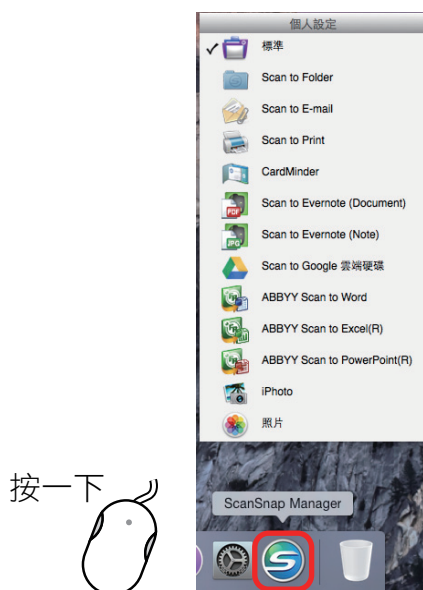 個人設定
標準
Scan to Folder
Scan to E-mail
Scan to Print
CardMinder
Scan to Evernote (Document)
PDF
Scan to Evernote (Note)
JPG
Scan to Google 雲端硬碟
ABBYY Scan to Word
ABBYY Scan to Excel(R)
ABBYY Scan to PowerPoint(R)
iPhoto
照片
按一下
ScanSnap Manager